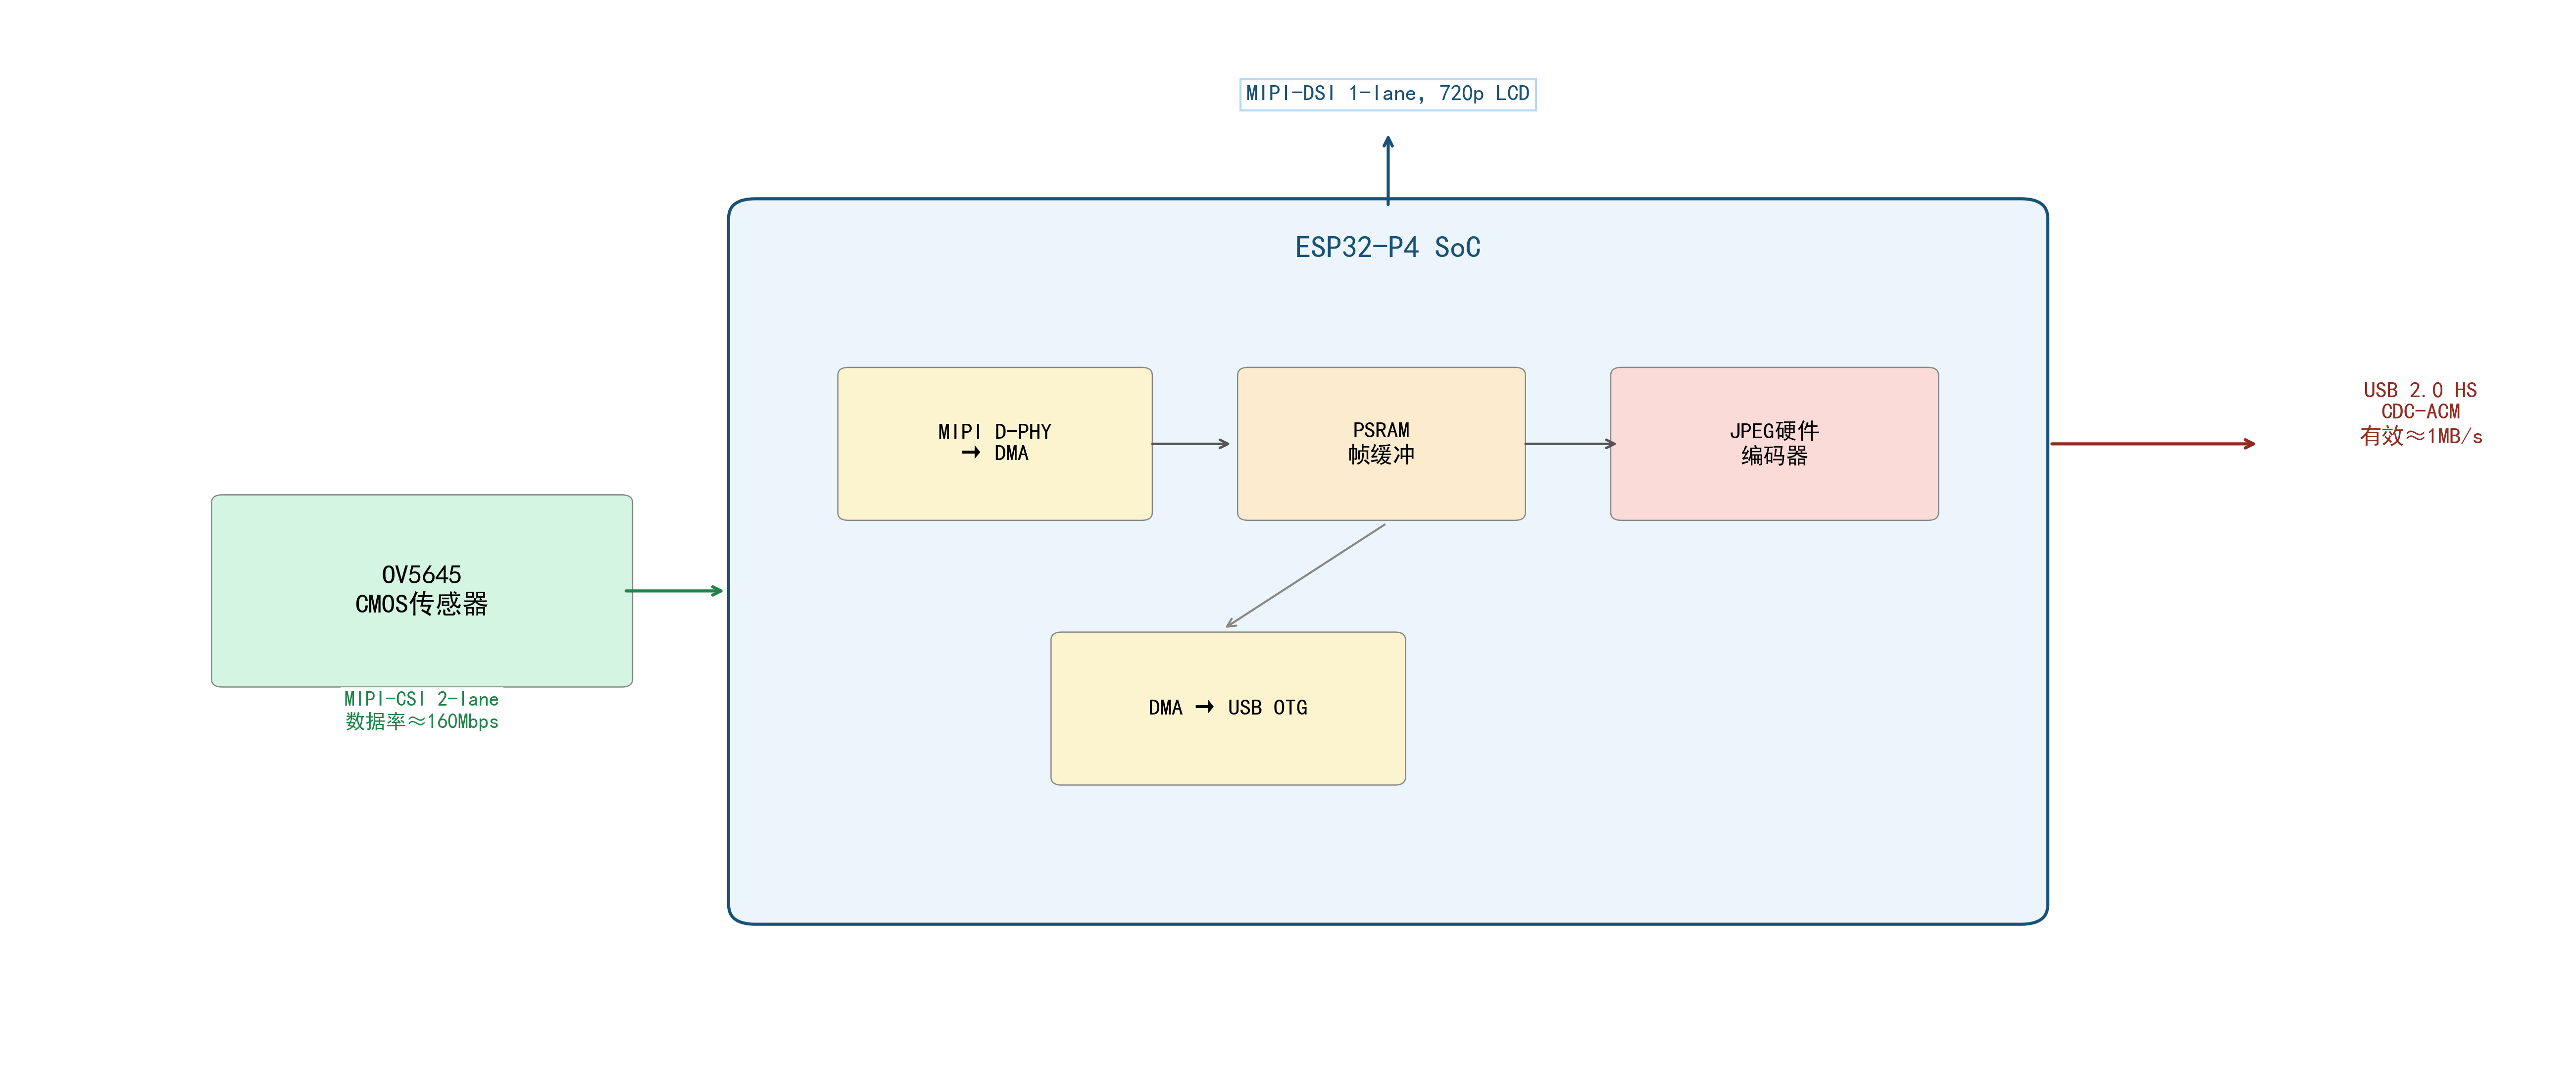 MIPI-DSI 1-lane, 720p LCD
ESP32-P4 SoC
MIPI D-PHY
→ DMA
PSRAM
帧缓冲
JPEG硬件
编码器
USB 2.0 HS
CDC-ACM
有效≈1MB/s
OV5645
CMOS传感器
MIPI-CSI 2-lane
数据率≈160Mbps
DMA → USB OTG